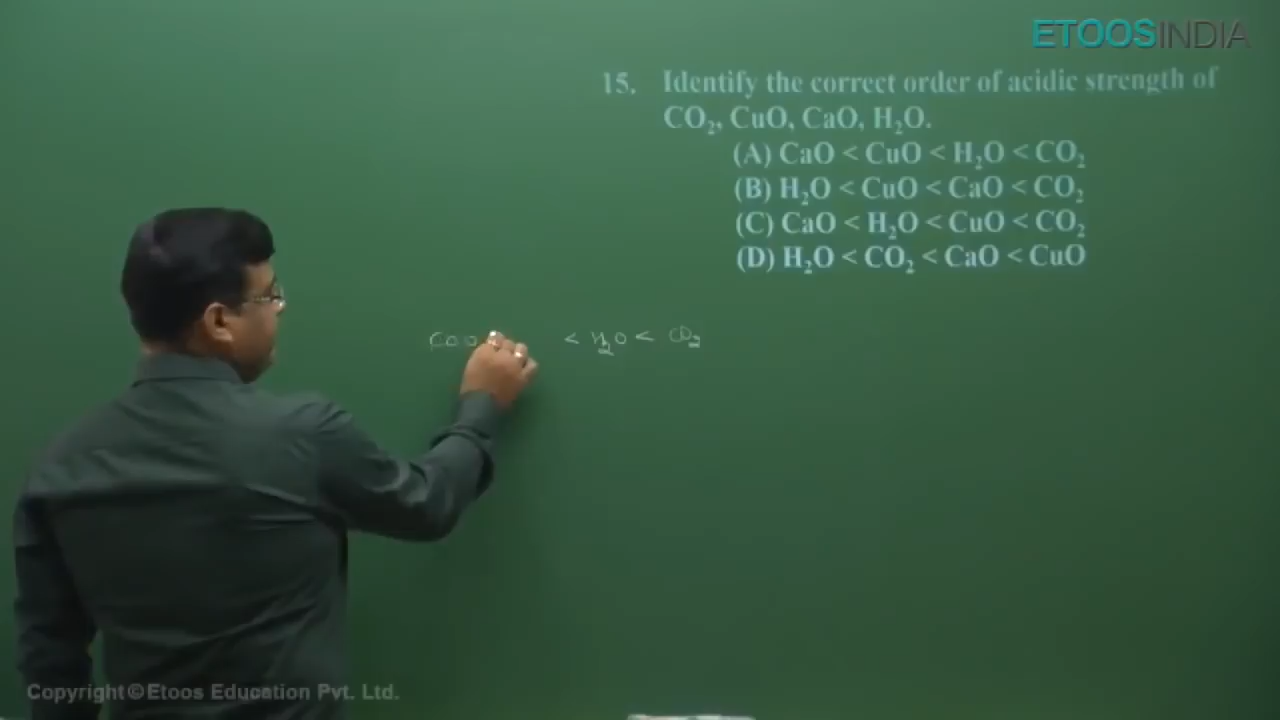 ETOOSINDIA
15. Identify the correct order of acidic strength of
CO₂, CuO, CaO, H₂O.
(A) CaO < CuO < H₂O < CO₂
(B) H₂O < CuO < CaO < CO₂
(C) CaO < H₂O < CuO < CO₂
(D) H₂O < CO₂ < CaO < CuO
CaO < H₂O < CO₂
Copyright©Etoos Education Pvt. Ltd.